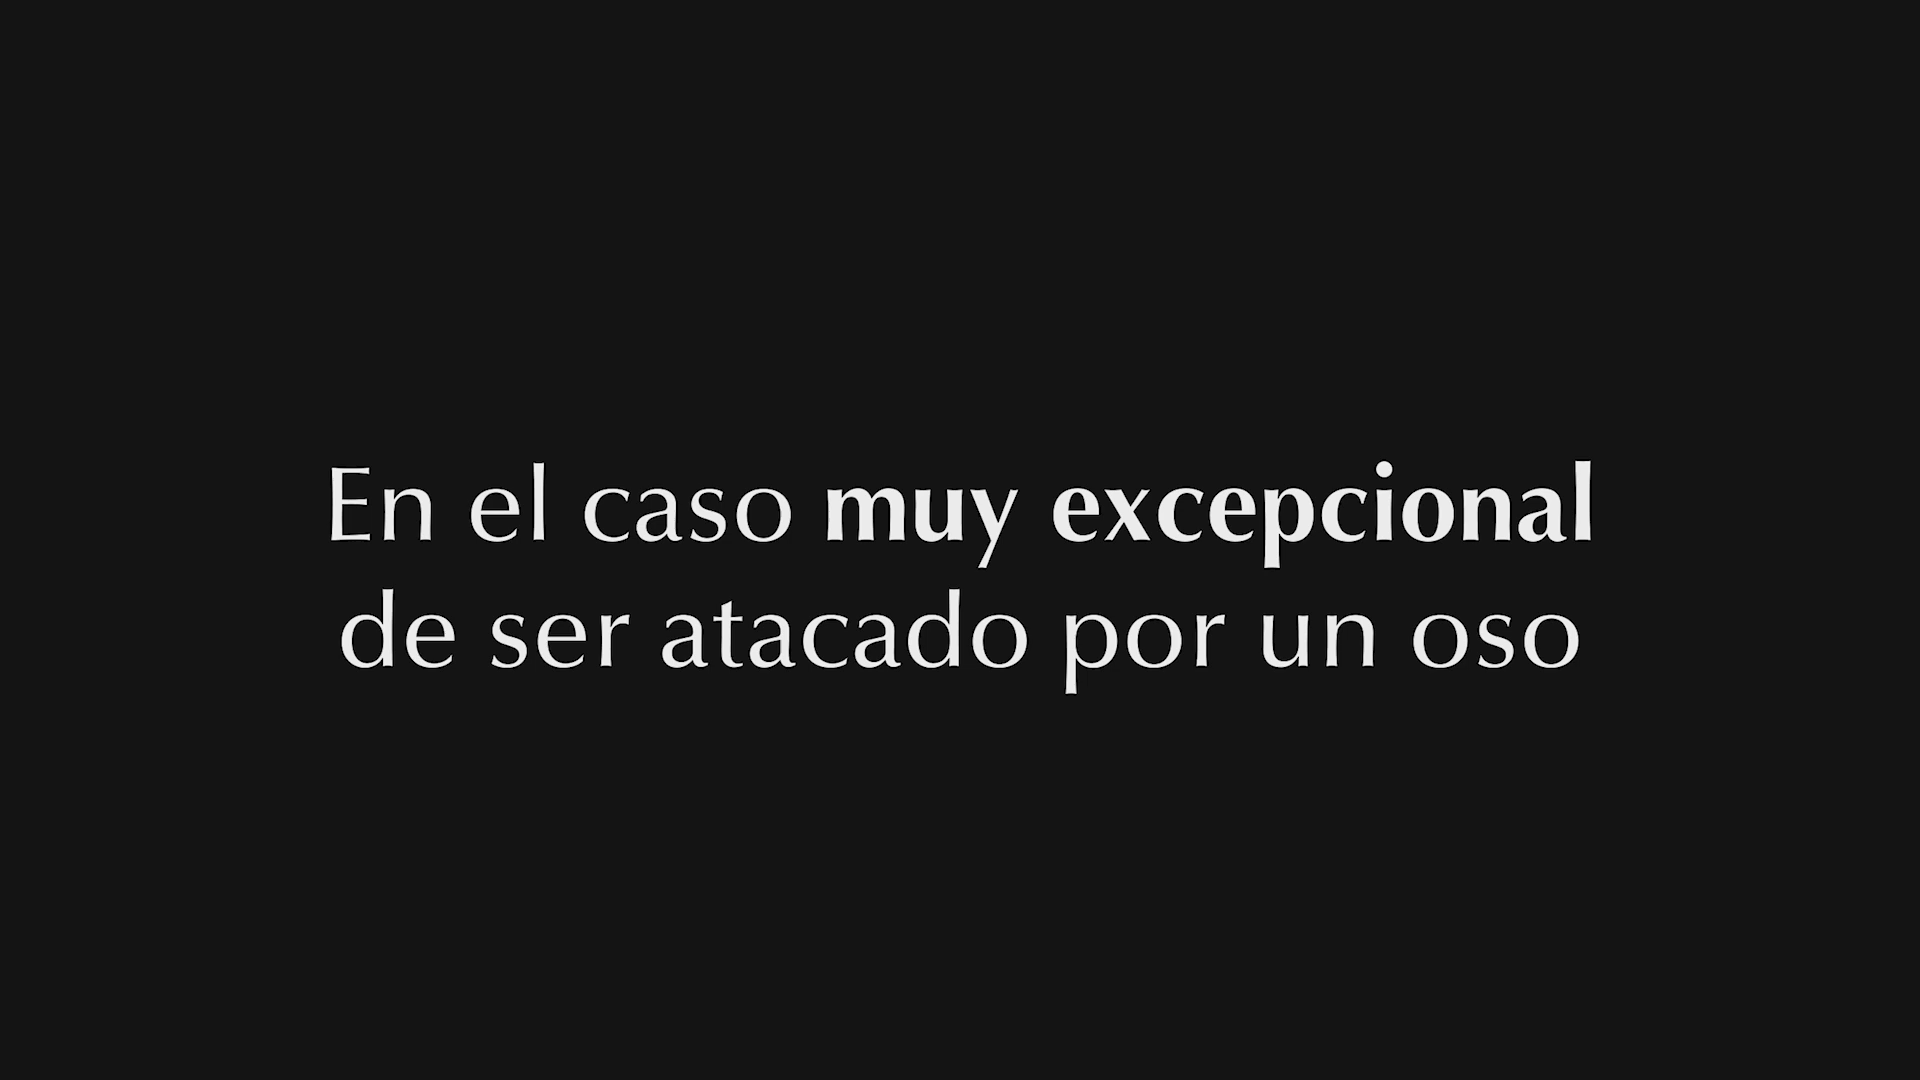 En el caso muy excepcional
de ser atacado por un oso